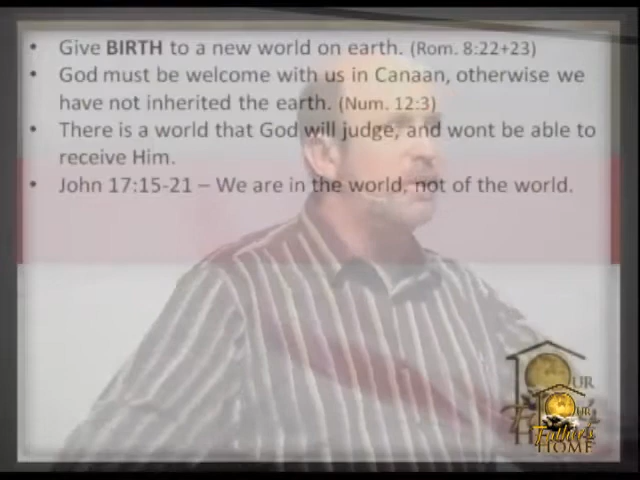 • Give BIRTH to a new world on earth. (Rom. 8:22+23)
• God must be welcome with us in Canaan, otherwise we
have not inherited the earth. (Num. 12:3)
• There is a world that God will judge, and wont be able to
receive Him.
• John 17:15-21 – We are in the world, not of the world.
OUR
OUR
Father's
HOME